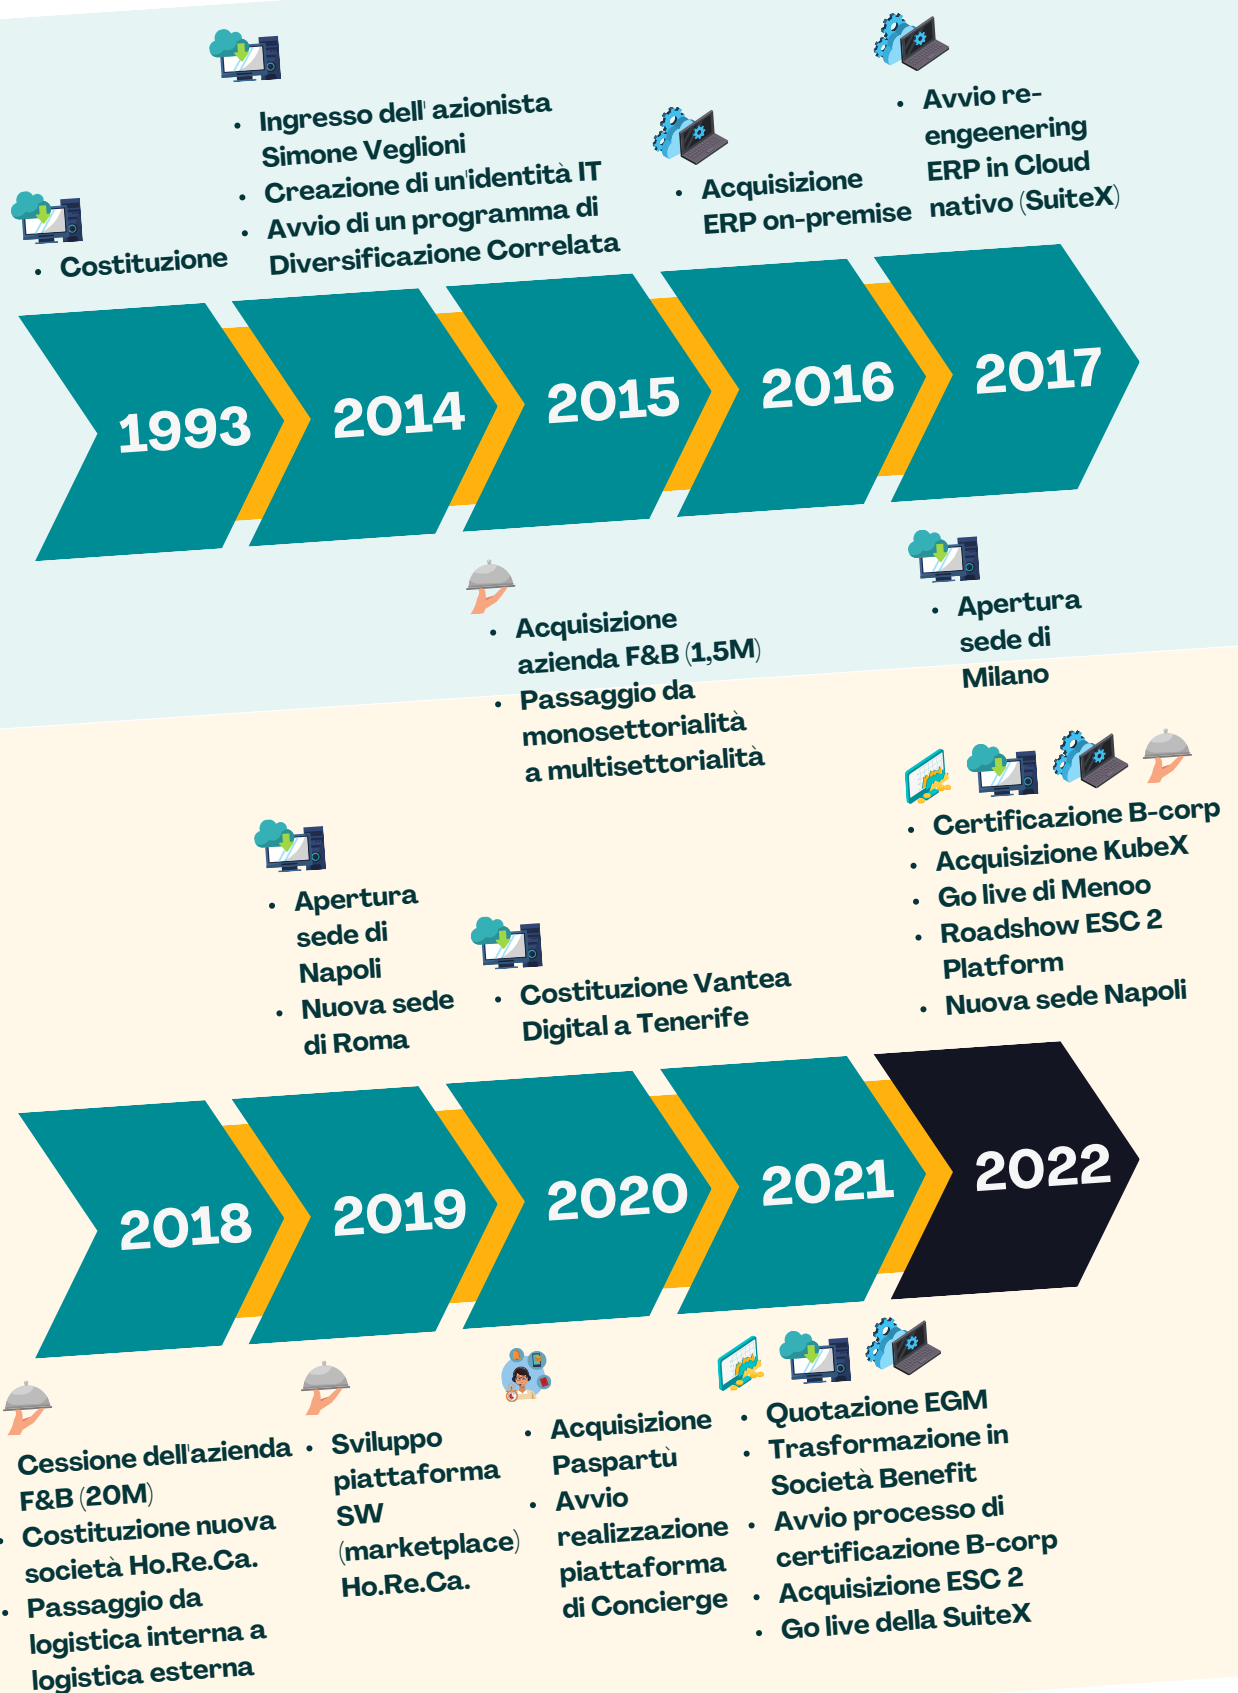 Costituzione
Ingresso dell' azionista
Simone Veglioni
Creazione di un'identità IT
Avvio di un programma di
Diversificazione Correlata
Acquisizione
ERP on-premise
Avvio re-
engeenering
ERP in Cloud
nativo (SuiteX)
1993
2014
2015
2016
2017
Acquisizione
azienda F&B (1,5M)
Passaggio da
monosettorialità
a multisettorialità
Apertura
sede di
Milano
Apertura
sede di
Napoli
Nuova sede
di Roma
Costituzione Vantea
Digital a Tenerife
Certificazione B-corp
Acquisizione KubeX
Go live di Menoo
Roadshow ESC 2
Platform
Nuova sede Napoli
2018
2019
2020
2021
2022
Cessione dell'azienda
F&B (20M)
Costituzione nuova
società Ho.Re.Ca.
Passaggio da
logistica interna a
logistica esterna
Sviluppo
piattaforma
SW
(marketplace)
Ho.Re.Ca.
Acquisizione
Paspartù
Avvio
realizzazione
piattaforma
di Concierge
Quotazione EGM
Trasformazione in
Società Benefit
Avvio processo di
certificazione B-corp
Acquisizione ESC 2
Go live della SuiteX